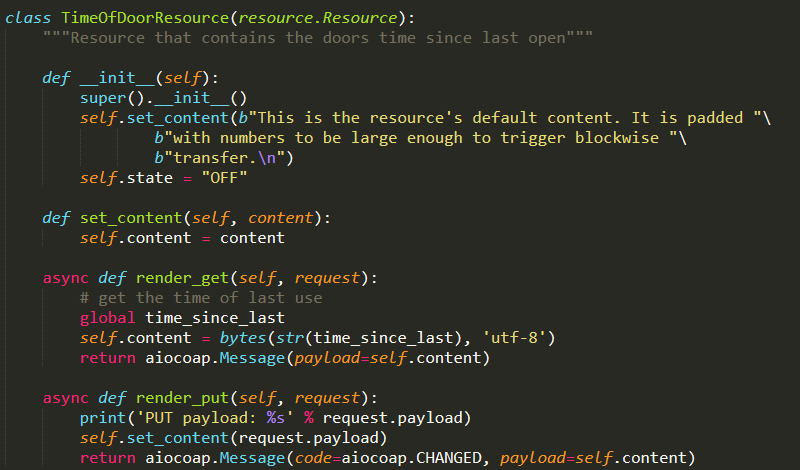 class TimeOfDoorResource(resource.Resource):
    """Resource that contains the doors time since last open"""

    def __init__(self):
        super().__init__()
        self.set_content(b"This is the resource's default content. It is padded "\
                b"with numbers to be large enough to trigger blockwise "\
                b"transfer.\n")
        self.state = "OFF"

    def set_content(self, content):
        self.content = content

    async def render_get(self, request):
        # get the time of last use
        global time_since_last
        self.content = bytes(str(time_since_last), 'utf-8')
        return aiocoap.Message(payload=self.content)

    async def render_put(self, request):
        print('PUT payload: %s' % request.payload)
        self.set_content(request.payload)
        return aiocoap.Message(code=aiocoap.CHANGED, payload=self.content)